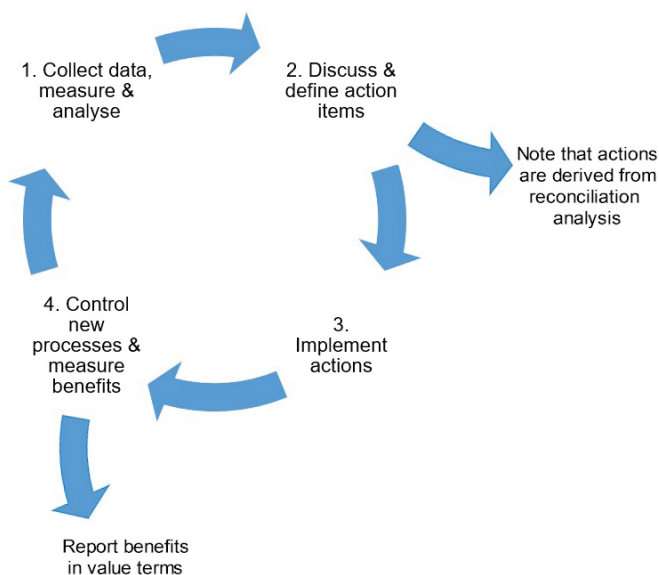 1. Collect data,
measure &
analyse
2. Discuss &
define action
items
Note that actions
are derived from
reconciliation
analysis
3.
Implement
actions
4. Control
new
processes &
measure
benefits
Report benefits
in value terms